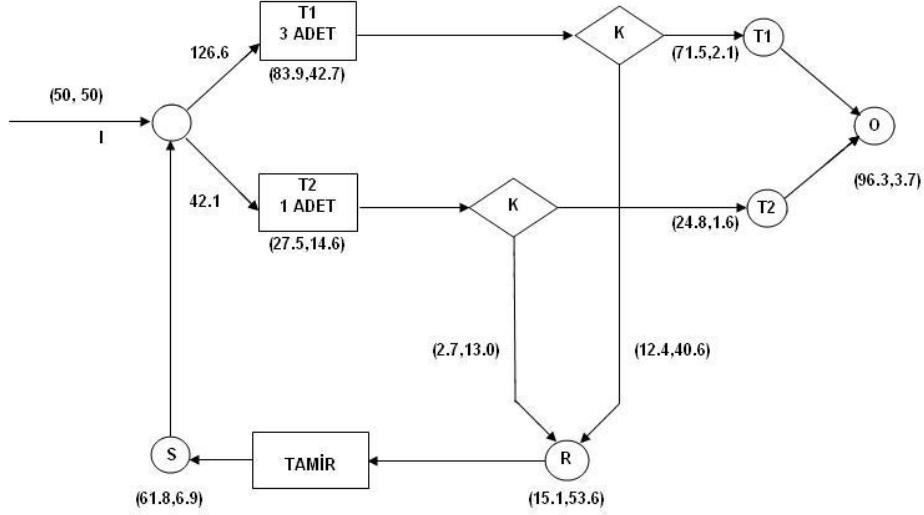 T1
3 ADET
(83.9,42.7)
126.6
K
(71.5,2.1)
T1
(50, 50)
I
O
(96.3,3.7)
42.1
T2
1 ADET
(27.5,14.6)
K
(24.8,1.6)
T2
(2.7,13.0)
(12.4,40.6)
S
(61.8,6.9)
TAMİR
R
(15.1,53.6)